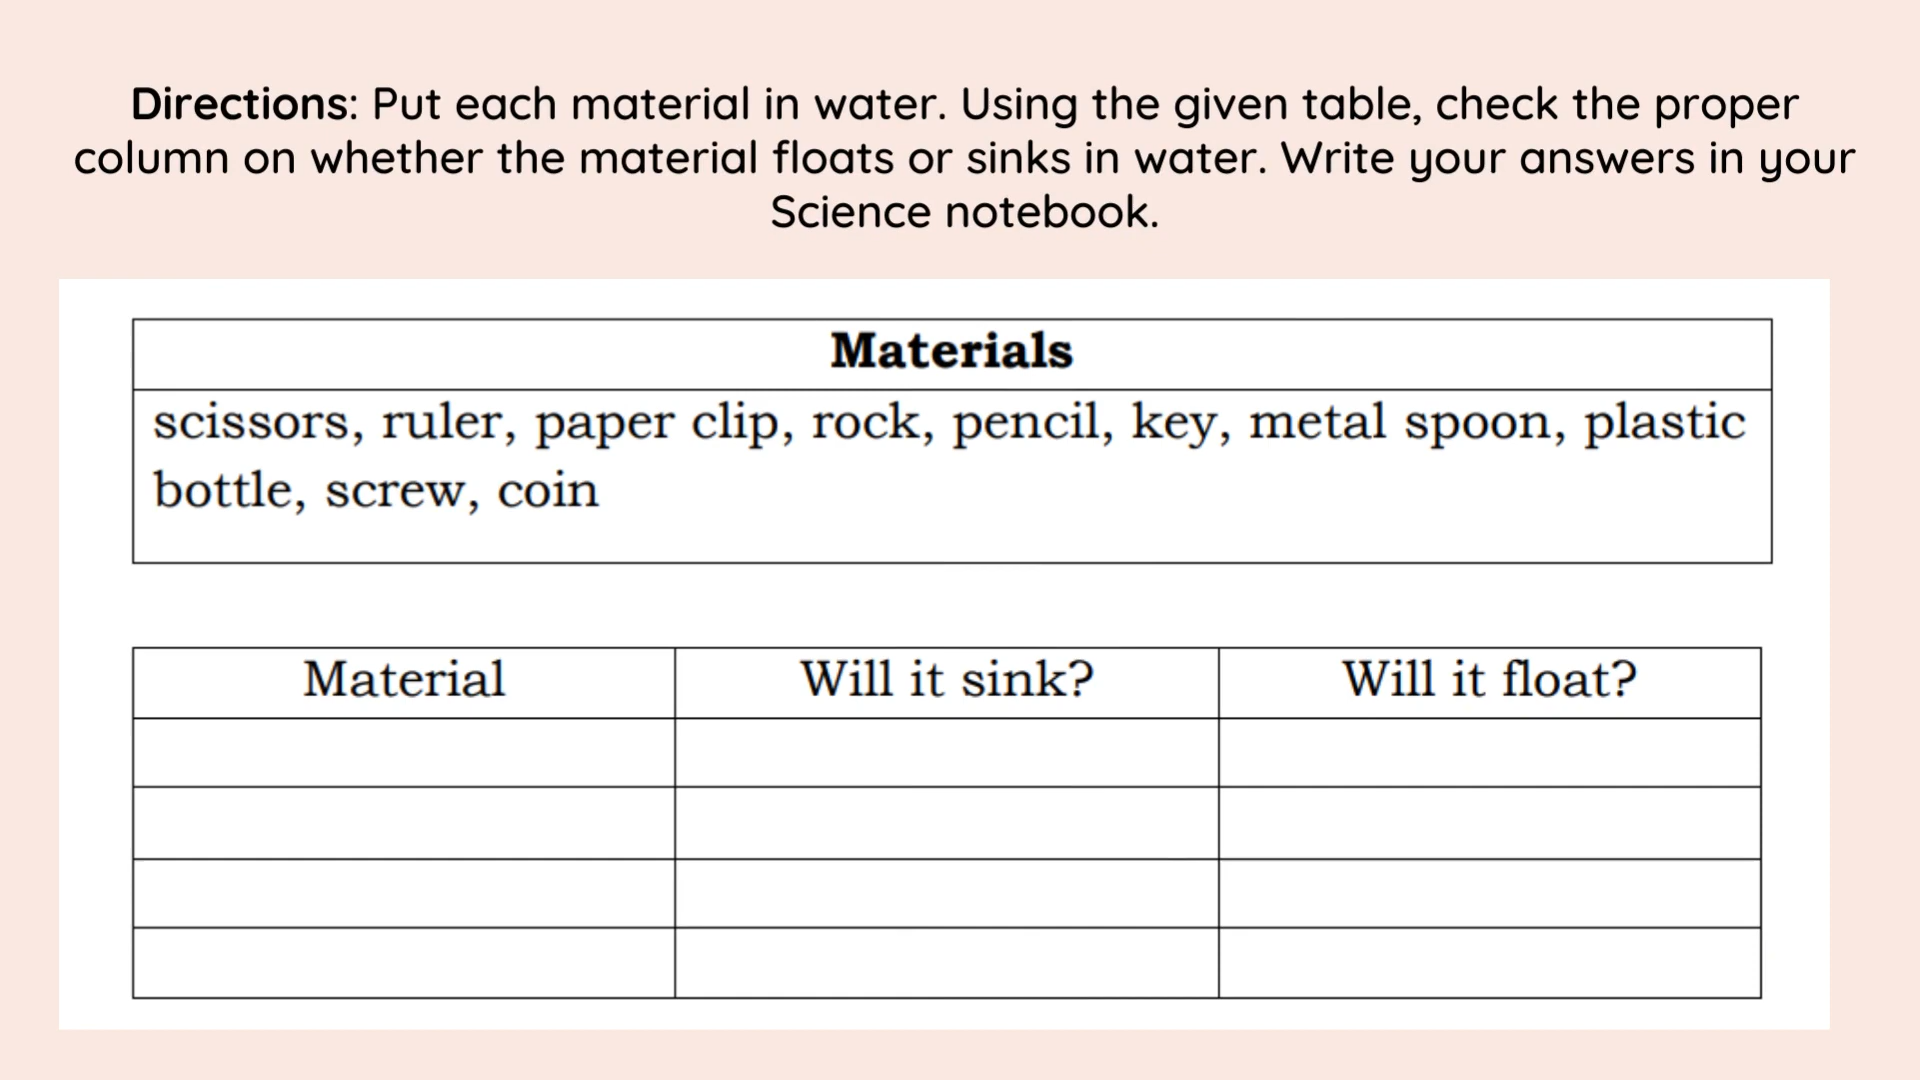 Directions: Put each material in water. Using the given table, check the proper
column on whether the material floats or sinks in water. Write your answers in your
Science notebook.
Materials
scissors, ruler, paper clip, rock, pencil, key, metal spoon, plastic
bottle, screw, coin
Material Will it sink? Will it float?